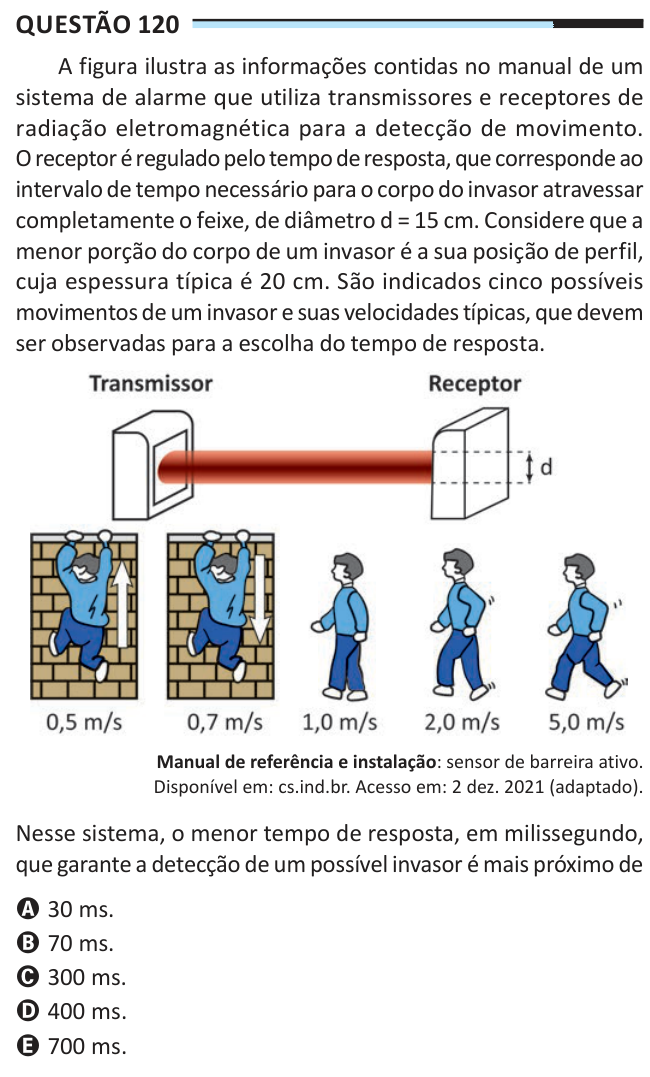 QUESTÃO 120
A figura ilustra as informações contidas no manual de um
sistema de alarme que utiliza transmissores e receptores de
radiação eletromagnética para a detecção de movimento.
O receptor é regulado pelo tempo de resposta, que corresponde ao
intervalo de tempo necessário para o corpo do invasor atravessar
completamente o feixe, de diâmetro d = 15 cm. Considere que a
menor porção do corpo de um invasor é a sua posição de perfil,
cuja espessura típica é 20 cm. São indicados cinco possíveis
movimentos de um invasor e suas velocidades típicas, que devem
ser observadas para a escolha do tempo de resposta.
Transmissor Receptor
d
0,5 m/s 0,7 m/s 1,0 m/s 2,0 m/s 5,0 m/s
Manual de referência e instalação: sensor de barreira ativo.
Disponível em: cs.ind.br. Acesso em: 2 dez. 2021 (adaptado).
Nesse sistema, o menor tempo de resposta, em milissegundo,
que garante a detecção de um possível invasor é mais próximo de
A 30 ms.
B 70 ms.
C 300 ms.
D 400 ms.
E 700 ms.